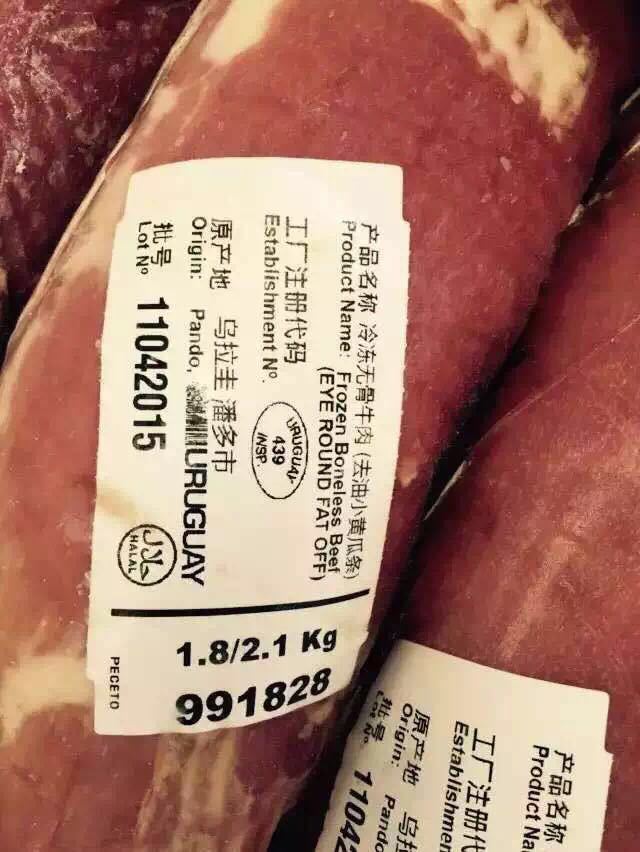 产品名称 冷冻无骨牛肉 (去油小黄瓜条)
Product Name: Frozen Boneless Beef
(EYE ROUND FAT OFF)
工厂注册代码
Establishment Nº.
URUGUAY
439
INSP.
原产地 乌拉圭 潘多市
Origin: Pando, URUGUAY
批号
Lot Nº 11042015
HALAL
1.8/2.1 Kg
991828
PECETO
产品名称
Product Na
工厂注册代
Establishmen
原产地 乌拉
Origin: Pando
批号
Lot Nº 11042